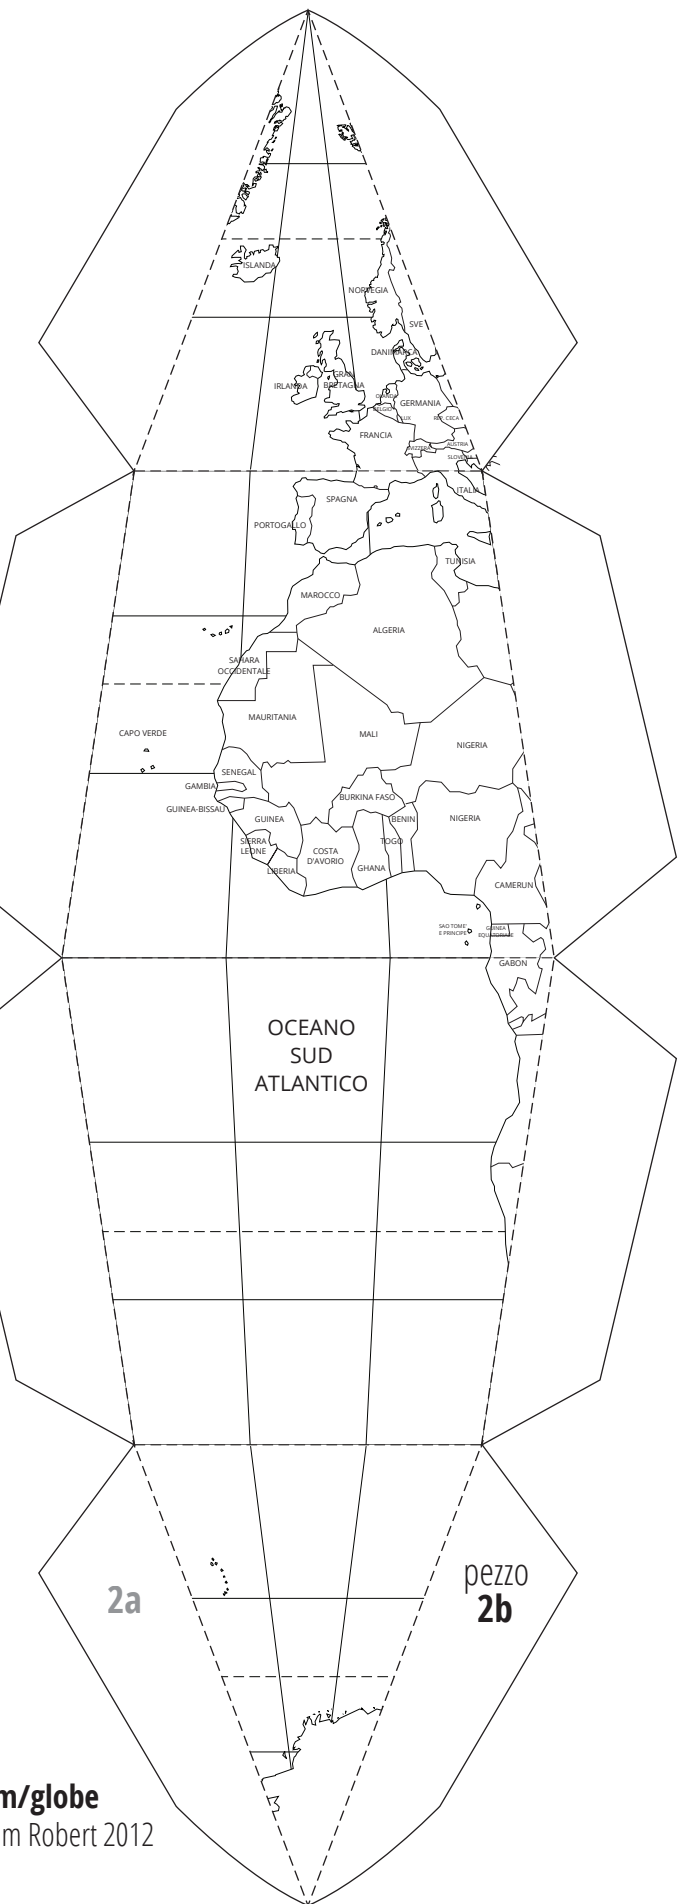 ISLANDA
NORVEGIA
SVE
DANIMARCA
GRAN
BRETAGNA
IRLANDA
OLANDA
BELGIO
LUX
GERMANIA
REP. CECA
FRANCIA
SVIZZERA
AUSTRIA
SLOVENIA
ITALIA
SPAGNA
PORTOGALLO
TUNISIA
MAROCCO
ALGERIA
SAHARA
OCCIDENTALE
MAURITANIA
CAPO VERDE
MALI
NIGERIA
SENEGAL
GAMBIA
BURKINA FASO
GUINEA-BISSAU
GUINEA
BENIN
NIGERIA
SIERRA
LEONE
COSTA
D'AVORIO
TOGO
LIBERIA
GHANA
CAMERUN
SAO TOME'
E PRINCIPE
GUINEA
EQUATORIALE
GABON
OCEANO
SUD
ATLANTICO
2a
pezzo
2b
m/globe
m Robert 2012